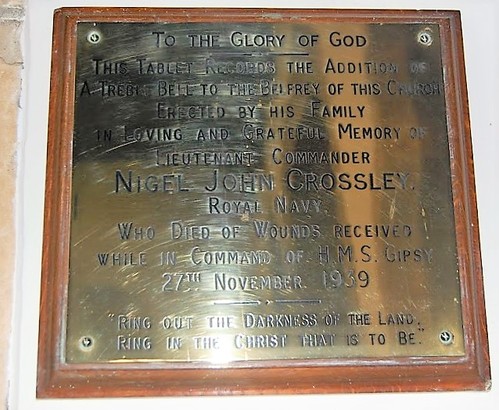 TO THE GLORY OF GOD
THIS TABLET RECORDS THE ADDITION OF
A TREBLE BELL TO THE BELFREY OF THIS CHURCH
ERECTED BY HIS FAMILY
IN LOVING AND GRATEFUL MEMORY OF
LIEUTENANT COMMANDER
NIGEL JOHN CROSSLEY.
ROYAL NAVY.
WHO DIED OF WOUNDS RECEIVED
WHILE IN COMMAND OF H.M.S. GIPSY
27TH NOVEMBER. 1939
"RING OUT THE DARKNESS OF THE LAND,
RING IN THE CHRIST THAT IS TO BE."